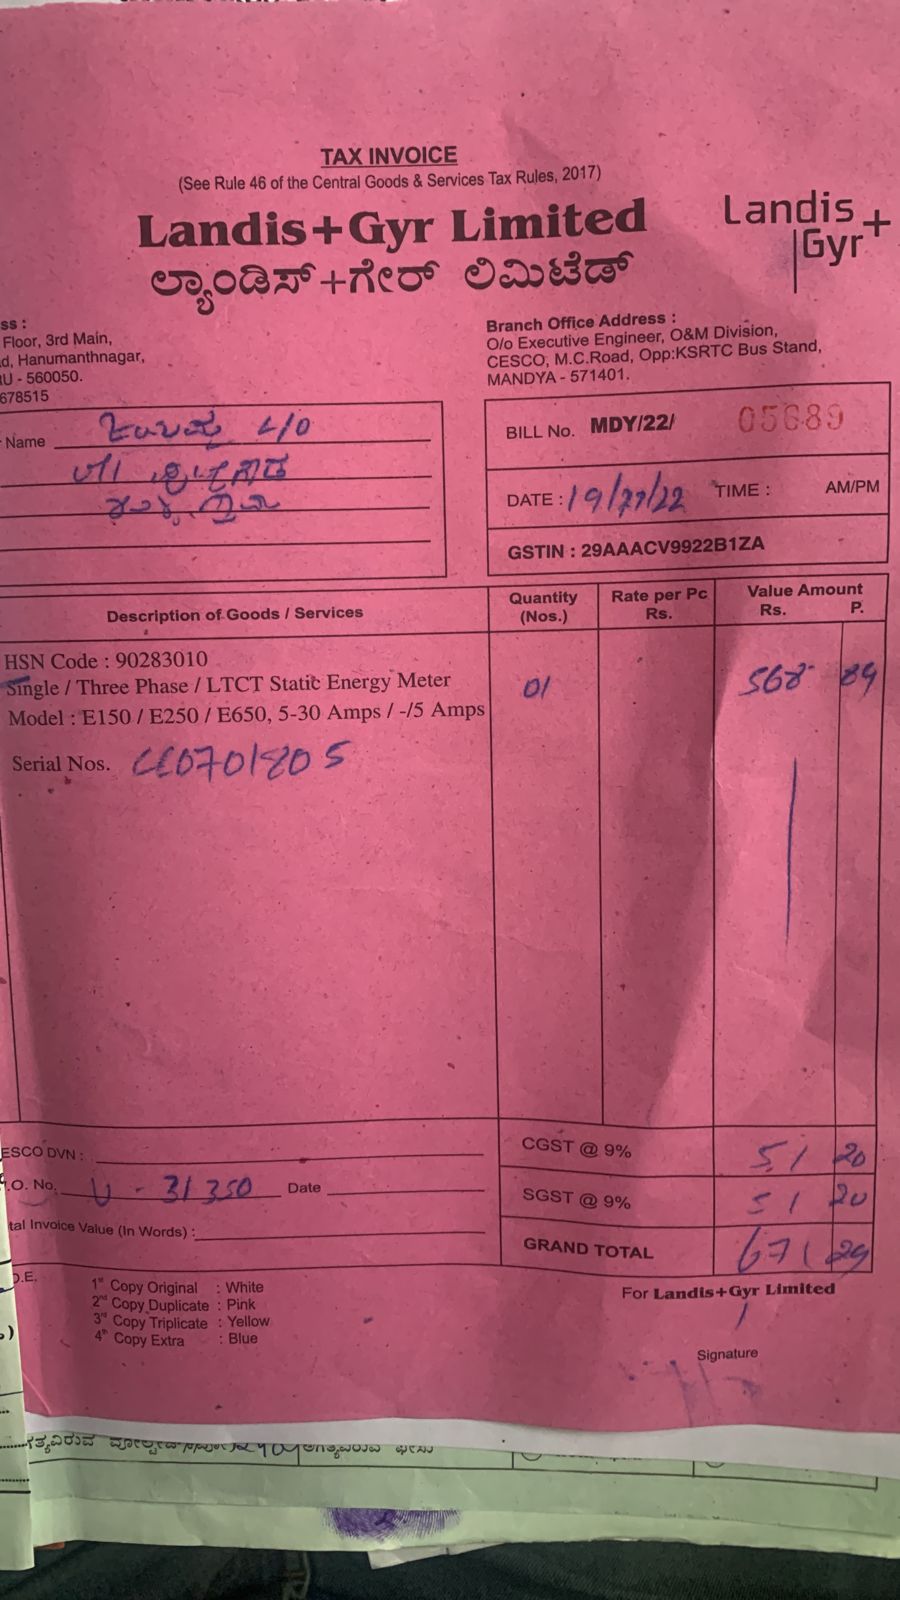 TAX INVOICE
(See Rule 46 of the Central Goods & Services Tax Rules, 2017)
Landis+Gyr Limited
ಲ್ಯಾಂಡಿಸ್+ಗೇರ್ ಲಿಮಿಟೆಡ್
Landis
Gyr+
ss :
Floor, 3rd Main,
d, Hanumanthnagar,
U - 560050.
678515
Branch Office Address :
O/o Executive Engineer, O&M Division,
CESCO, M.C.Road, Opp:KSRTC Bus Stand,
MANDYA - 571401.
Name
BILL No. MDY/22/ 05689
DATE : TIME : AM/PM
GSTIN : 29AAACV9922B1ZA
Description of Goods / Services
Quantity
(Nos.)
Rate per Pc
Rs.
Value Amount
Rs. P.
HSN Code : 90283010
Single / Three Phase / LTCT Static Energy Meter 01 568 89
Model : E150 / E250 / E650, 5-30 Amps / -/5 Amps
Serial Nos.
ESCO DVN :
.O. No. U - 31350 Date
tal Invoice Value (In Words) :
CGST @ 9% 51 20
SGST @ 9% 51 20
GRAND TOTAL 671 29
O.E.
1st Copy Original : White
2nd Copy Duplicate : Pink
3rd Copy Triplicate : Yellow
4th Copy Extra : Blue
For Landis+Gyr Limited
Signature